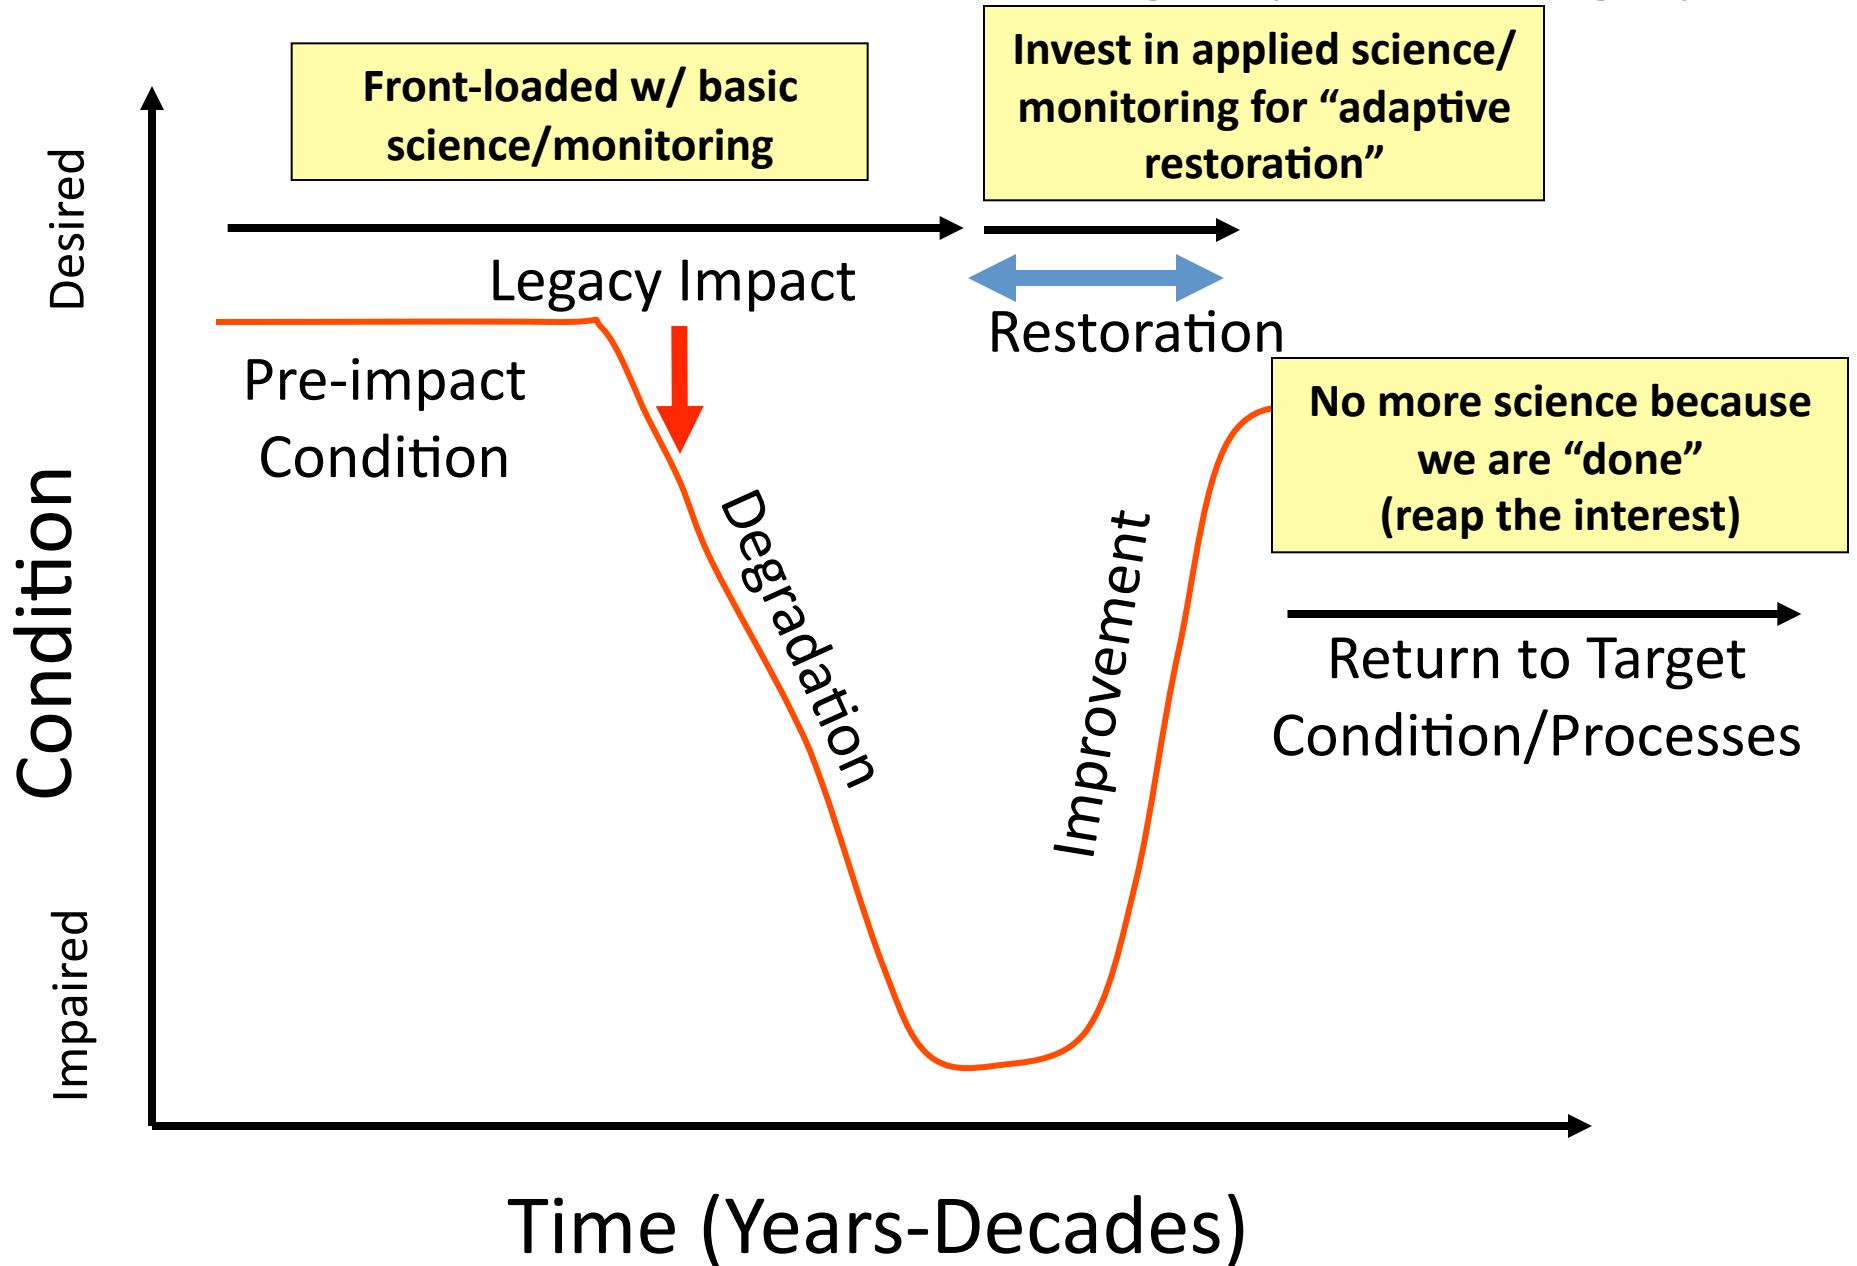 Front-loaded w/ basic
science/monitoring
Invest in applied science/
monitoring for “adaptive
restoration”
Desired
Legacy Impact
Restoration
Pre-impact
Condition
No more science because
we are “done”
(reap the interest)
Condition
Degradation
Improvement
Return to Target
Condition/Processes
Impaired
Time (Years-Decades)